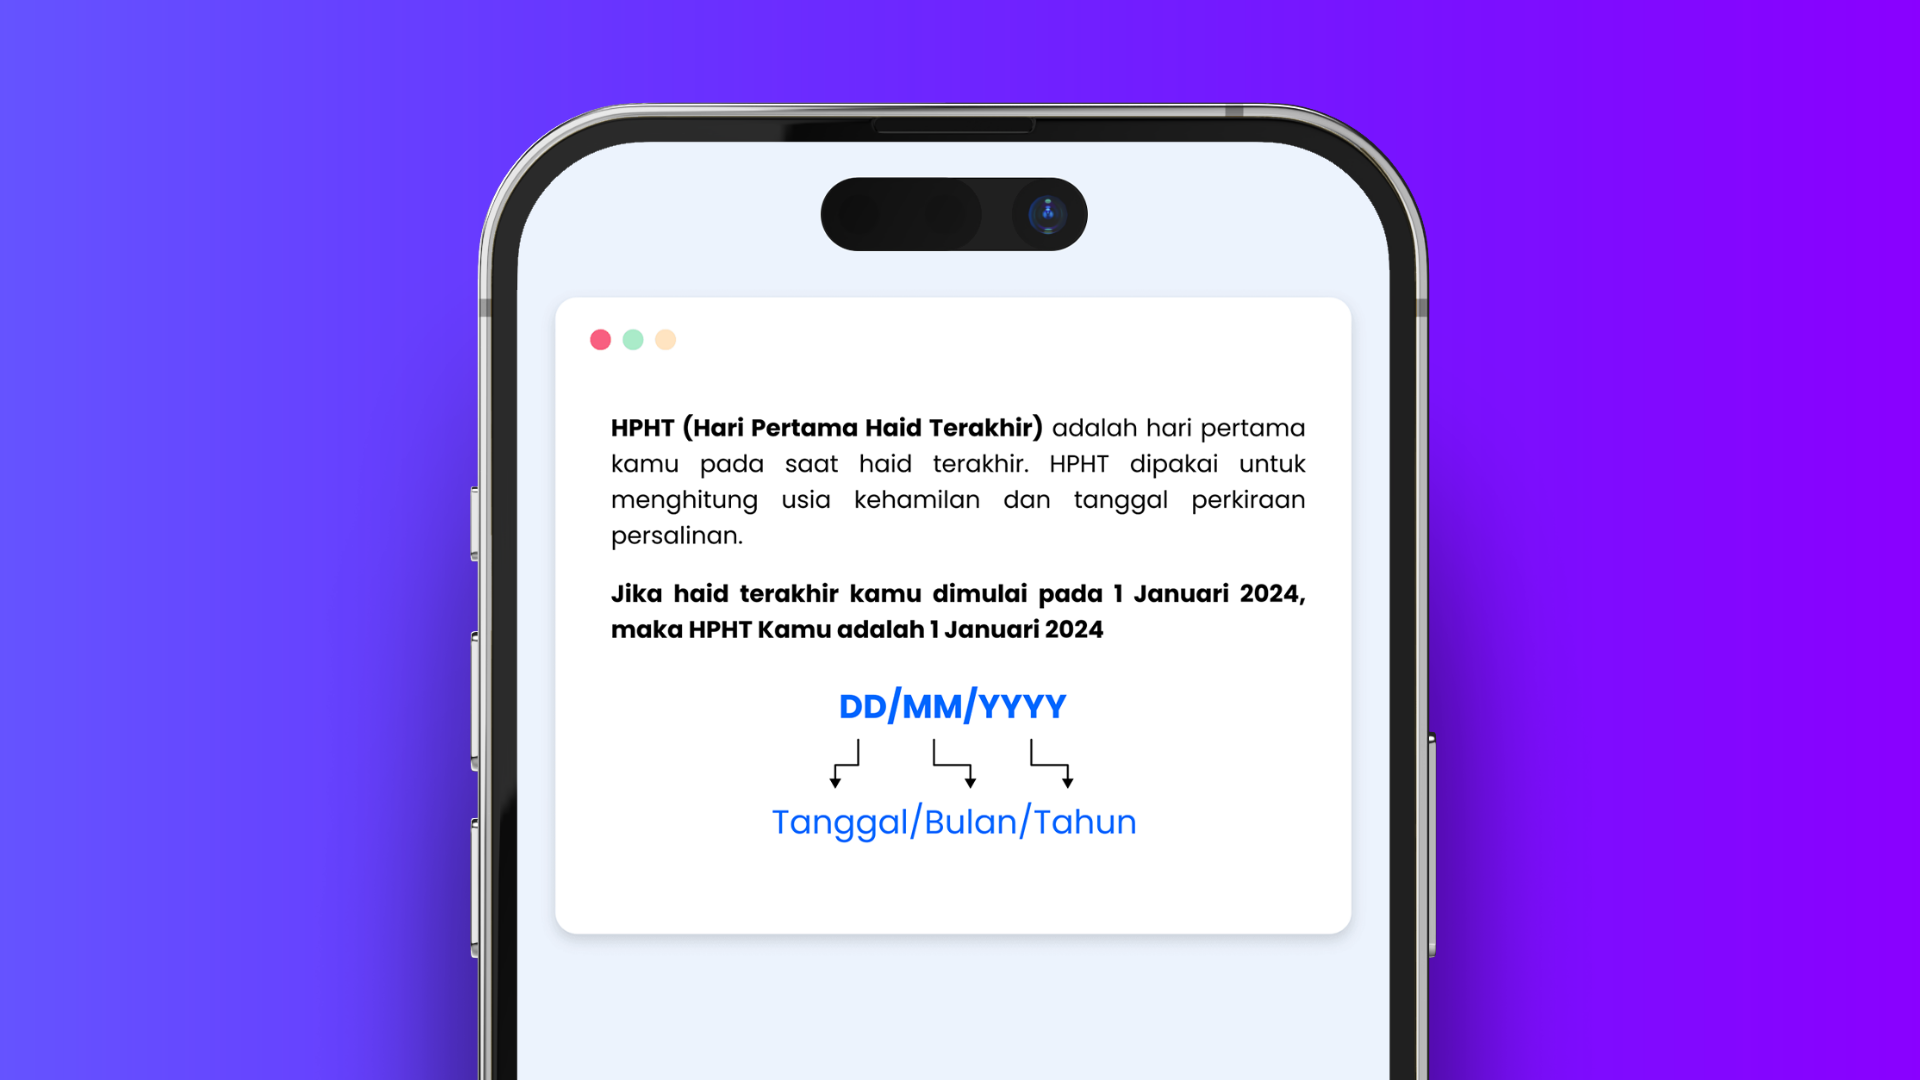 HPHT (Hari Pertama Haid Terakhir) adalah hari pertama
kamu pada saat haid terakhir. HPHT dipakai untuk
menghitung usia kehamilan dan tanggal perkiraan
persalinan.
Jika haid terakhir kamu dimulai pada 1 Januari 2024,
maka HPHT Kamu adalah 1 Januari 2024
DD/MM/YYYY
Tanggal/Bulan/Tahun